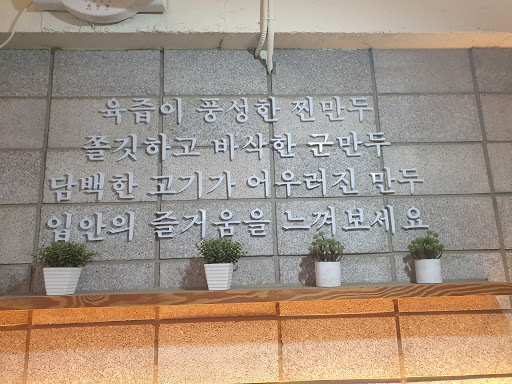 육즙이 풍성한 찐만두
쫄깃하고 바삭한 군만두
담백한 고기가 어우러진 만두
입안의 즐거움을 느껴보세요